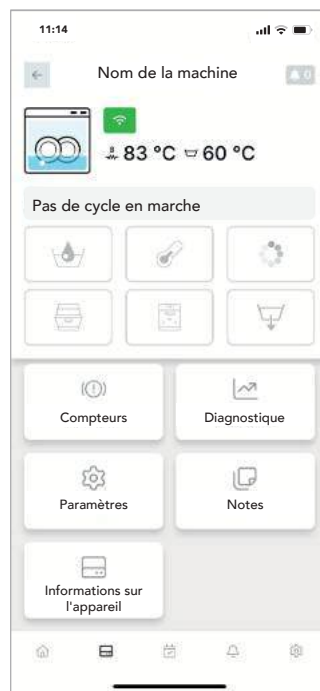 11:14
Nom de la machine
0
83 °C 60 °C
Pas de cycle en marche
Compteurs
Diagnostique
Paramètres
Notes
Informations sur
l'appareil